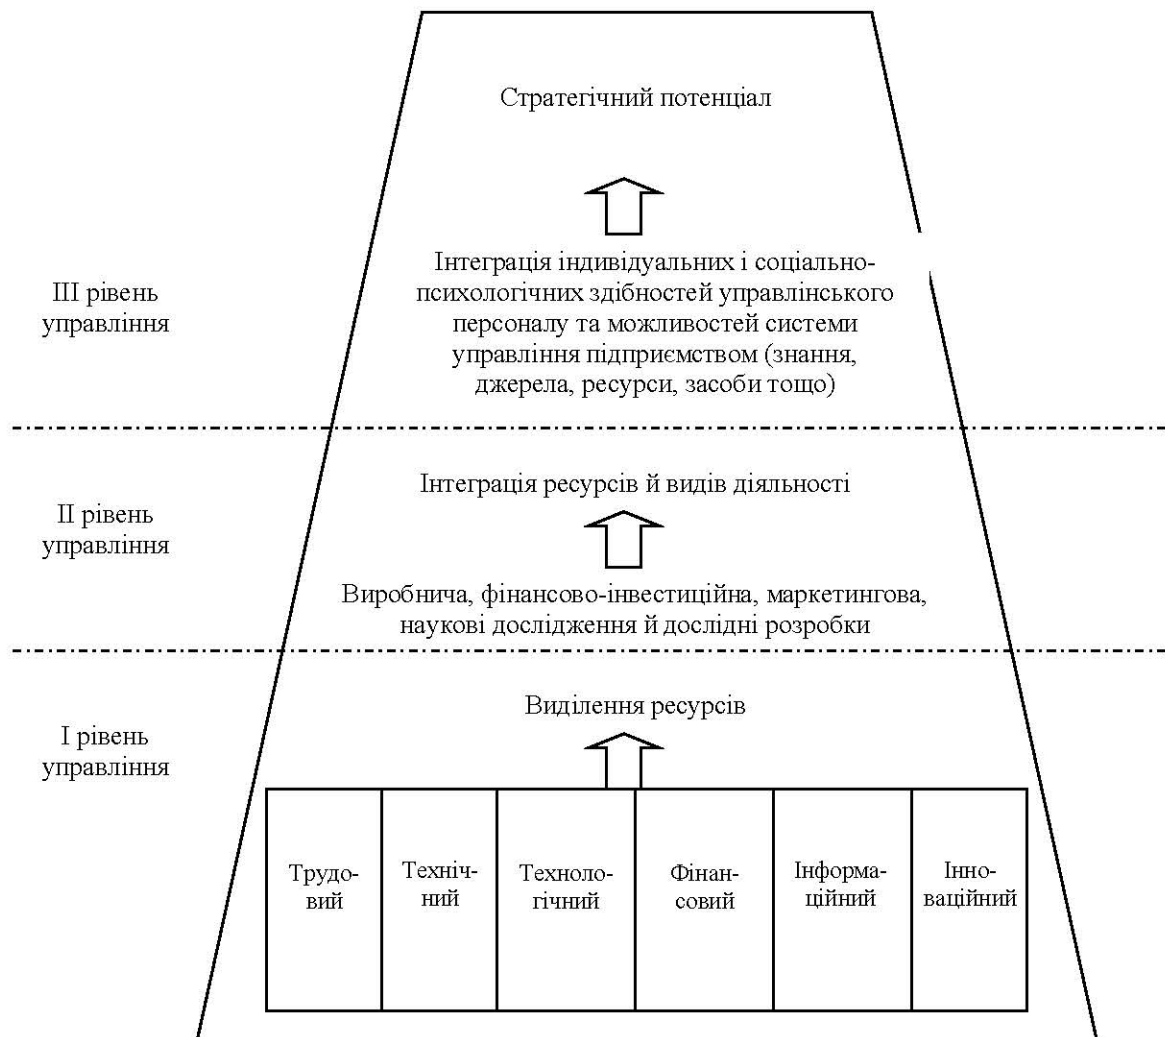 Стратегічний потенціал
III рівень
управління
Інтеграція індивідуальних і соціально-
психологічних здібностей управлінського
персоналу та можливостей системи
управління підприємством (знання,
джерела, ресурси, засоби тощо)
II рівень
управління
Інтеграція ресурсів й видів діяльності
Виробнича, фінансово-інвестиційна, маркетингова,
наукові дослідження й дослідні розробки
I рівень
управління
Виділення ресурсів
Трудо-
вий
Техніч-
ний
Техноло-
гічний
Фінан-
совий
Інформа-
ційний
Інно-
ваційний